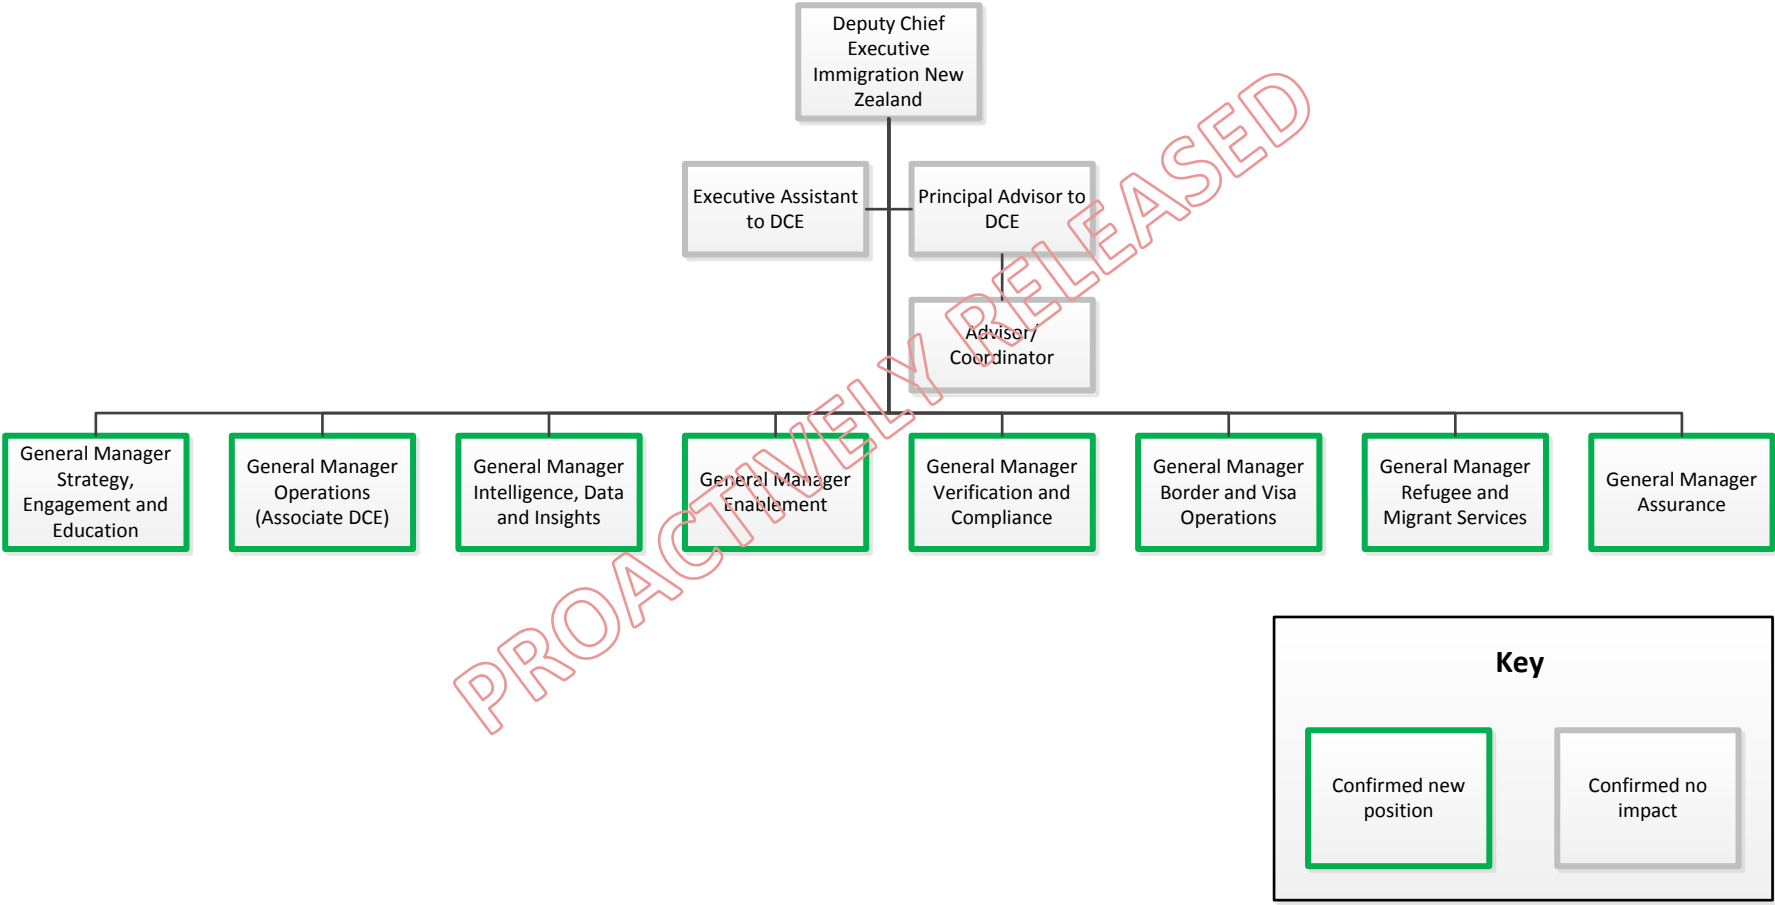 Deputy Chief
Executive
Immigration New
Zealand
Executive Assistant
to DCE
Principal Advisor to
DCE
Advisor/
Coordinator
General Manager
Strategy,
Engagement and
Education
General Manager
Operations
(Associate DCE)
General Manager
Intelligence, Data
and Insights
General Manager
Enablement
General Manager
Verification and
Compliance
General Manager
Border and Visa
Operations
General Manager
Refugee and
Migrant Services
General Manager
Assurance
PROACTIVELY RELEASED
Key
Confirmed new
position
Confirmed no
impact